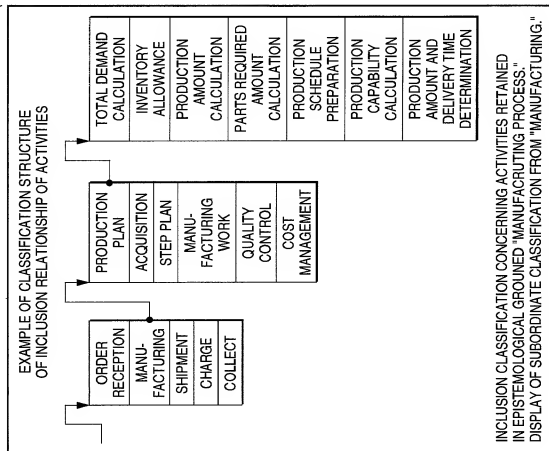 EXAMPLE OF CLASSIFICATION STRUCTURE
OF INCLUSION RELATIONSHIP OF ACTIVITIES
ORDER
RECEPTION
MANU-
FACTURING
SHIPMENT
CHARGE
COLLECT
PRODUCTION
PLAN
ACQUISITION
STEP PLAN
MANU-
FACTURING
WORK
QUALITY
CONTROL
COST
MANAGEMENT
TOTAL DEMAND
CALCULATION
INVENTORY
ALLOWANCE
PRODUCTION
AMOUNT
CALCULATION
PARTS REQUIRED
AMOUNT
CALCULATION
PRODUCTION
SCHEDULE
PREPARATION
PRODUCTION
CAPABILITY
CALCULATION
PRODUCTION
AMOUNT AND
DELIVERY TIME
DETERMINATION
INCLUSION CLASSIFICATION CONCERNING ACTIVITIES RETAINED
IN EPISTEMOLOGICAL GROUNED "MANUFACRUTING PROCESS."
DISPLAY OF SUBORDINATE CLASSIFICATION FROM "MANUFACTURING."